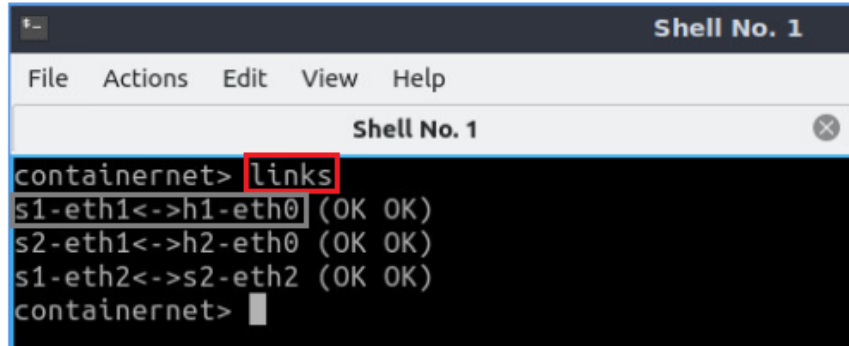 $_
Shell No. 1
File Actions Edit View Help
Shell No. 1
containernet> links
s1-eth1<->h1-eth0 (OK OK)
s2-eth1<->h2-eth0 (OK OK)
s1-eth2<->s2-eth2 (OK OK)
containernet>